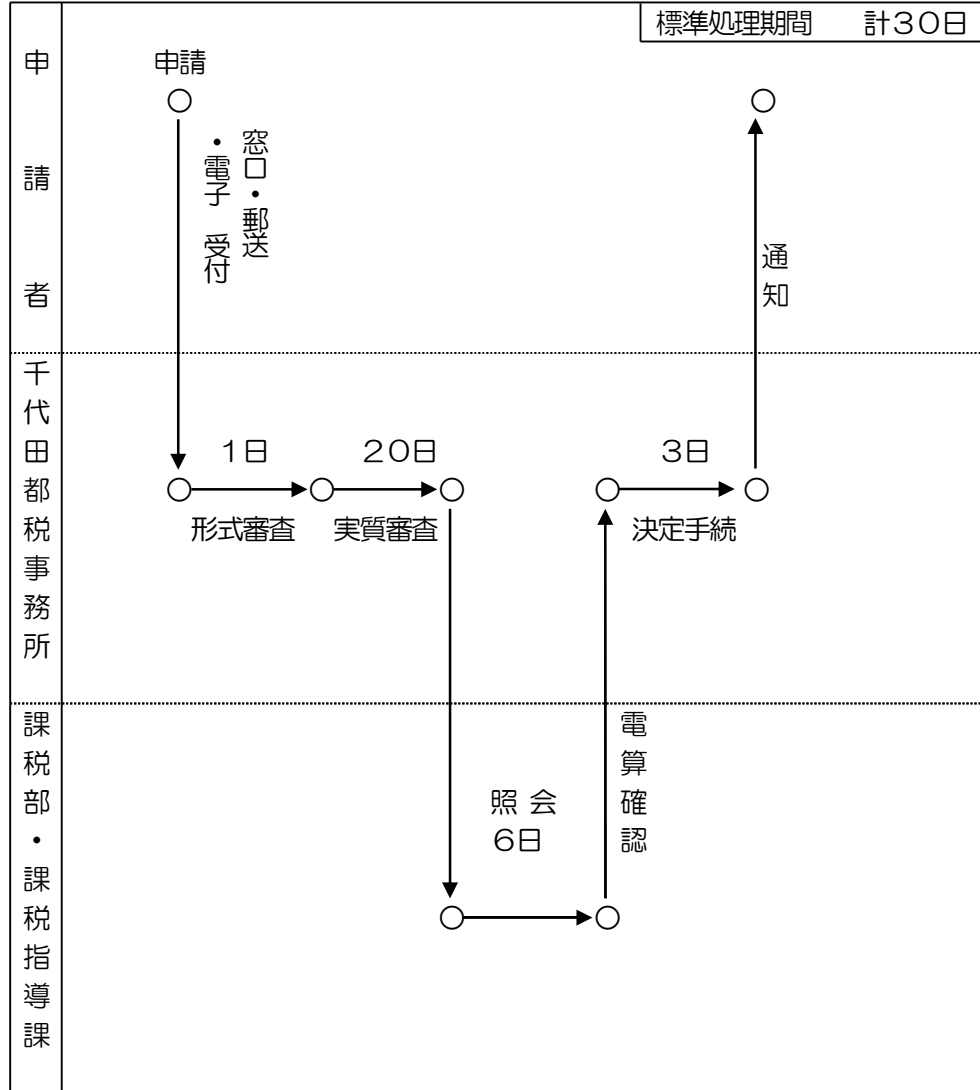 標準処理期間　計30日
申請者
申請
窓口・郵送
・電子　受付
通知
千代田都税事務所
1日
20日
3日
形式審査
実質審査
決定手続
課税部・課税指導課
照会
6日
電算確認